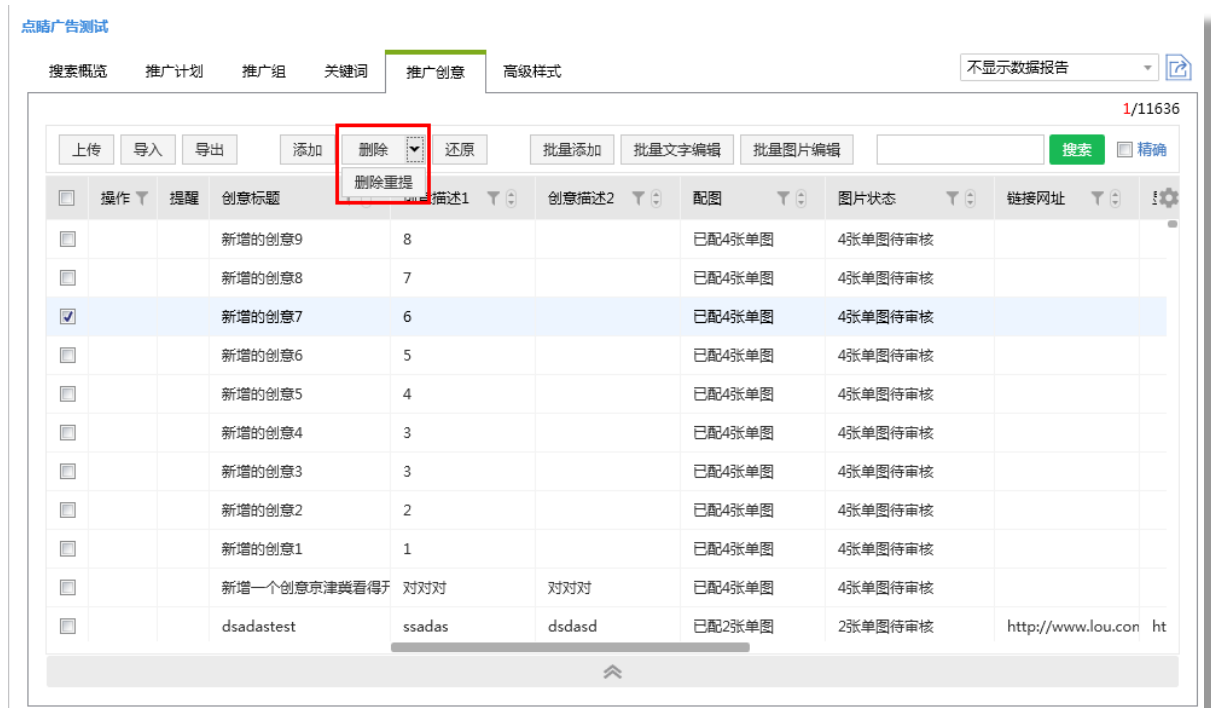 点睛广告测试
搜索概览 推广计划 推广组 关键词 推广创意 高级样式 不显示数据报告
1/11636
上传 导入 导出 添加 删除 还原 批量添加 批量文字编辑 批量图片编辑 搜索 精确
删除重提
操作 提醒 创意标题 创意描述1 创意描述2 配图 图片状态 链接网址
新增的创意9 8 已配4张单图 4张单图待审核
新增的创意8 7 已配4张单图 4张单图待审核
新增的创意7 6 已配4张单图 4张单图待审核
新增的创意6 5 已配4张单图 4张单图待审核
新增的创意5 4 已配4张单图 4张单图待审核
新增的创意4 3 已配4张单图 4张单图待审核
新增的创意3 3 已配4张单图 4张单图待审核
新增的创意2 2 已配4张单图 4张单图待审核
新增的创意1 1 已配4张单图 4张单图待审核
新增一个创意京津冀看得开 对对对 对对对 已配4张单图 4张单图待审核
dsadastest ssadas dsdasd 已配2张单图 2张单图待审核 http://www.lou.con ht